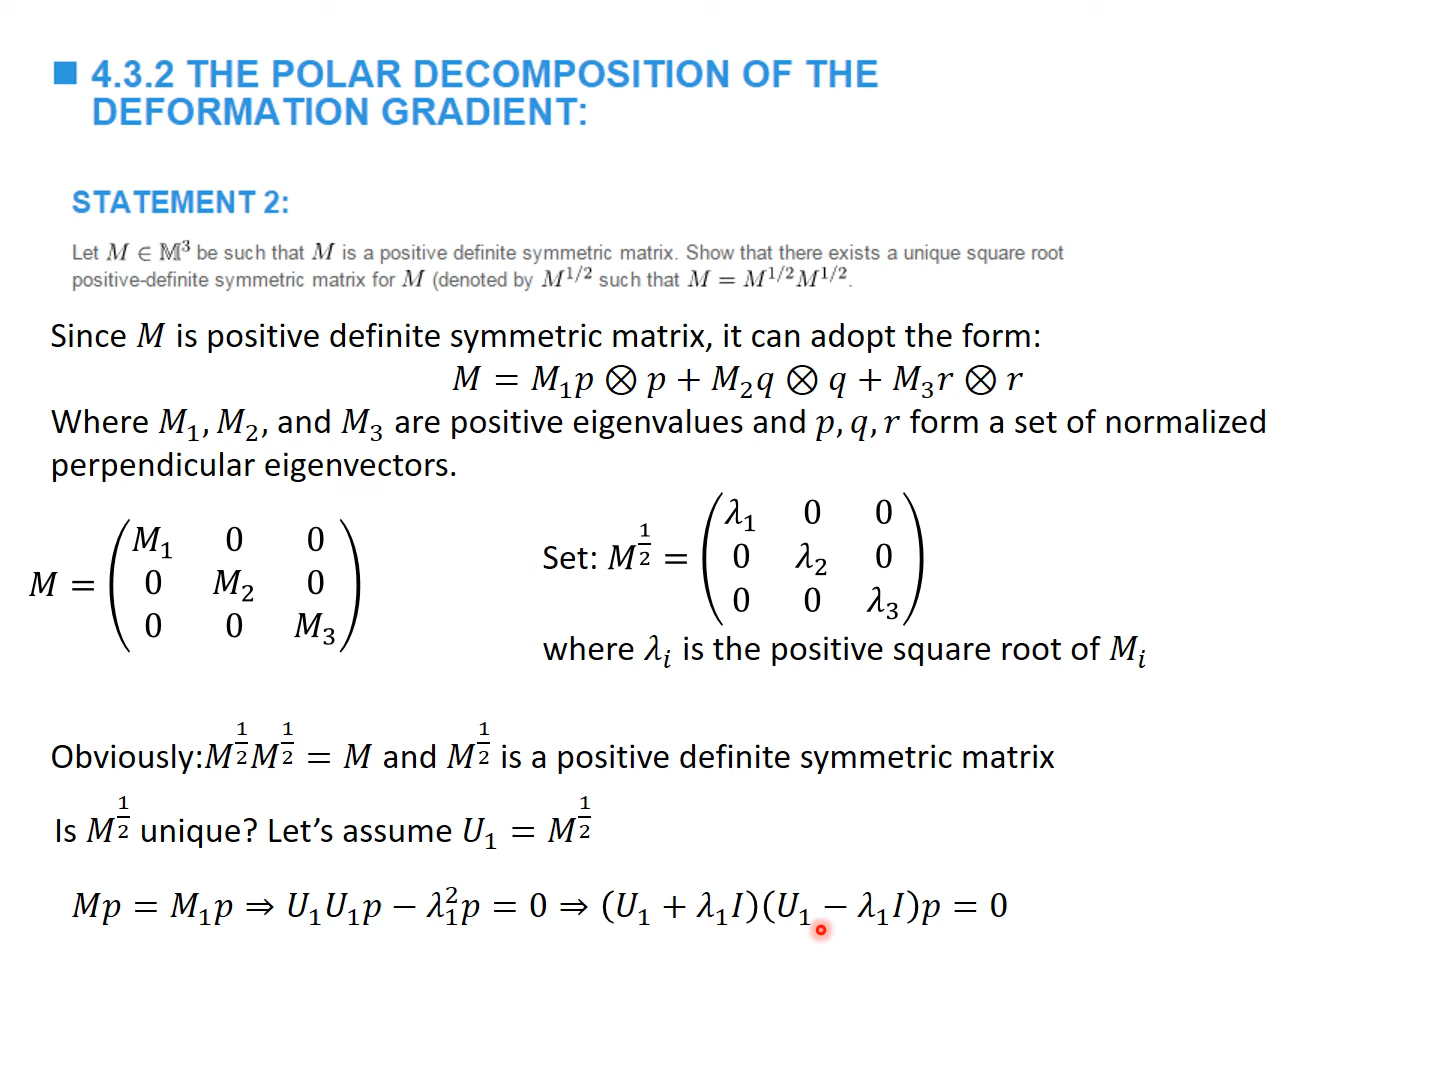 4.3.2 THE POLAR DECOMPOSITION OF THE
DEFORMATION GRADIENT:
STATEMENT 2:
Let M ∈ 𝕄³ be such that M is a positive definite symmetric matrix. Show that there exists a unique square root
positive-definite symmetric matrix for M (denoted by M^{1/2} such that M = M^{1/2}M^{1/2}.
Since M is positive definite symmetric matrix, it can adopt the form:
M = M₁p ⊗ p + M₂q ⊗ q + M₃r ⊗ r
Where M₁, M₂, and M₃ are positive eigenvalues and p, q, r form a set of normalized
perpendicular eigenvectors.
M = (M₁ 0 0
0 M₂ 0
0 0 M₃)
Set: M^{1/2} = (λ₁ 0 0
0 λ₂ 0
0 0 λ₃)
where λᵢ is the positive square root of Mᵢ
Obviously:M^{1/2}M^{1/2} = M and M^{1/2} is a positive definite symmetric matrix
Is M^{1/2} unique? Let’s assume U₁ = M^{1/2}
Mp = M₁p ⇒ U₁U₁p − λ₁²p = 0 ⇒ (U₁ + λ₁I)(U₁ − λ₁I)p = 0